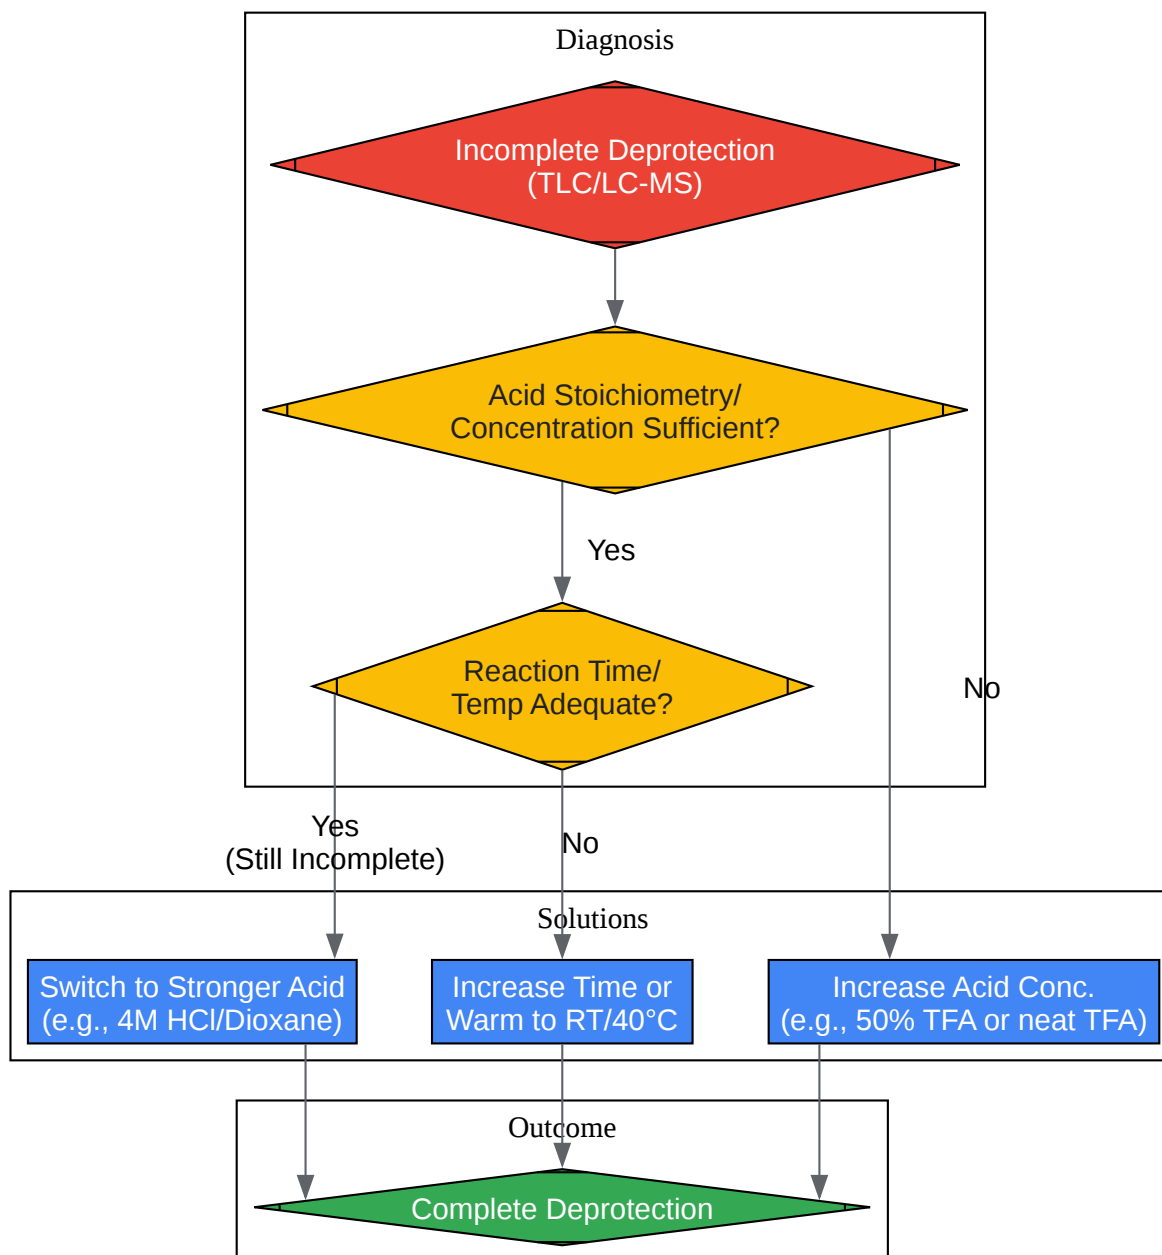 Diagnosis
Incomplete Deprotection
(TLC/LC-MS)
Acid Stoichiometry/
Concentration Sufficient?
Yes
Reaction Time/
Temp Adequate?
No
Yes
(Still Incomplete)
No
Solutions
Switch to Stronger Acid
(e.g., 4M HCl/Dioxane)
Increase Time or
Warm to RT/40°C
Increase Acid Conc.
(e.g., 50% TFA or neat TFA)
Outcome
Complete Deprotection